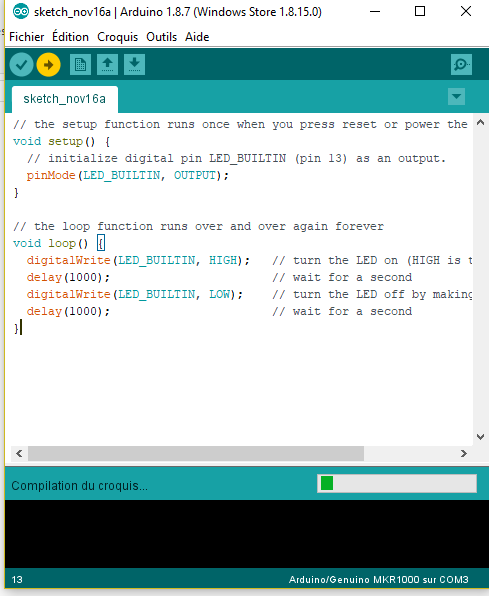 sketch_nov16a | Arduino 1.8.7 (Windows Store 1.8.15.0)
Fichier Édition Croquis Outils Aide
sketch_nov16a
// the setup function runs once when you press reset or power the
void setup() {
// initialize digital pin LED_BUILTIN (pin 13) as an output.
pinMode(LED_BUILTIN, OUTPUT);
}
// the loop function runs over and over again forever
void loop() {
digitalWrite(LED_BUILTIN, HIGH); // turn the LED on (HIGH is t
delay(1000); // wait for a second
digitalWrite(LED_BUILTIN, LOW); // turn the LED off by making
delay(1000); // wait for a second
}
Compilation du croquis...
13 Arduino/Genuino MKR1000 sur COM3